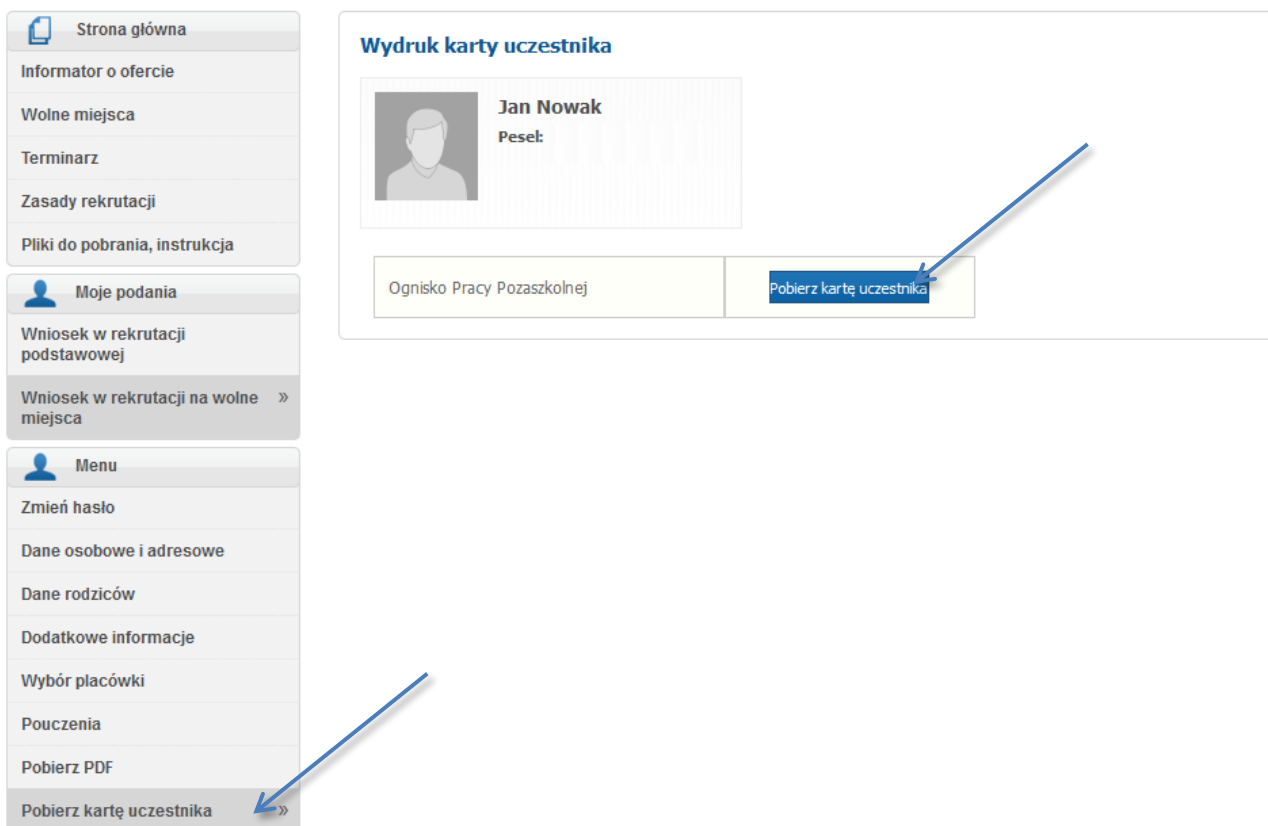 Strona główna
Informator o ofercie
Wolne miejsca
Terminarz
Zasady rekrutacji
Pliki do pobrania, instrukcja
Moje podania
Wniosek w rekrutacji
podstawowej
Wniosek w rekrutacji na wolne »
miejsca
Menu
Zmień hasło
Dane osobowe i adresowe
Dane rodziców
Dodatkowe informacje
Wybór placówki
Pouczenia
Pobierz PDF
Pobierz kartę uczestnika »
Wydruk karty uczestnika
Jan Nowak
Pesel:
Ognisko Pracy Pozaszkolnej
Pobierz kartę uczestnika